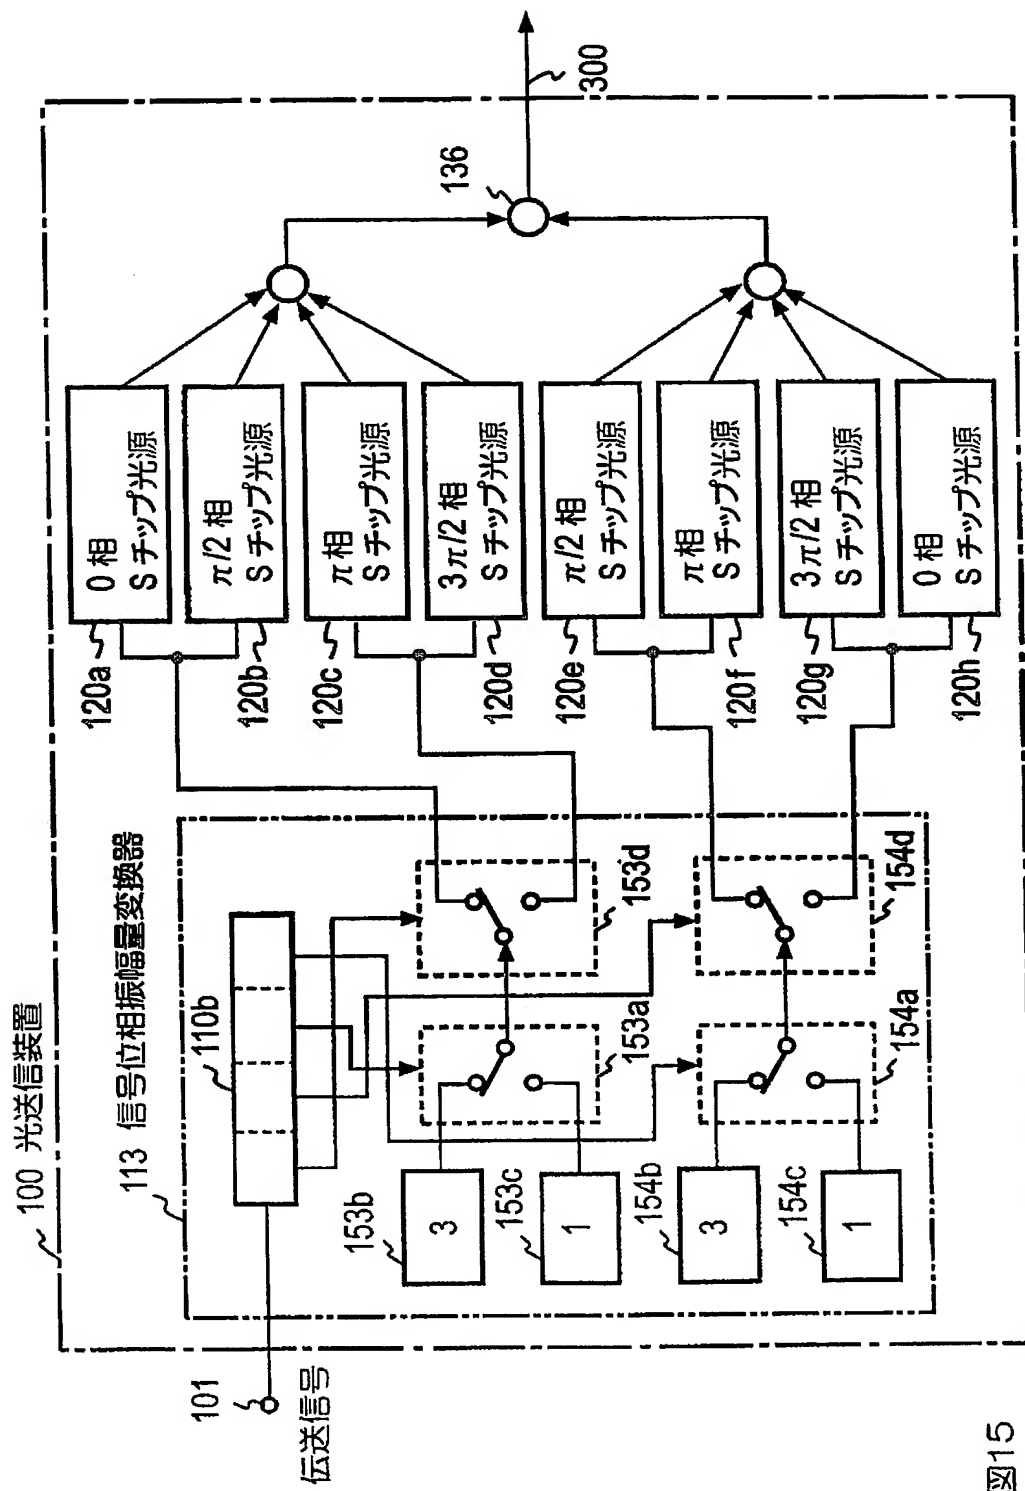 100 光送信装置
113 信号位相振幅量変換器
110b
101
伝送信号
153b
3
153c
1
154b
3
154c
1
153a
153d
154a
154d
120a
0 相
S チップ光源
120b
π/2 相
S チップ光源
120c
π 相
S チップ光源
120d
3π/2 相
S チップ光源
120e
π/2 相
S チップ光源
120f
π 相
S チップ光源
120g
3π/2 相
S チップ光源
120h
0 相
S チップ光源
136
300
図15